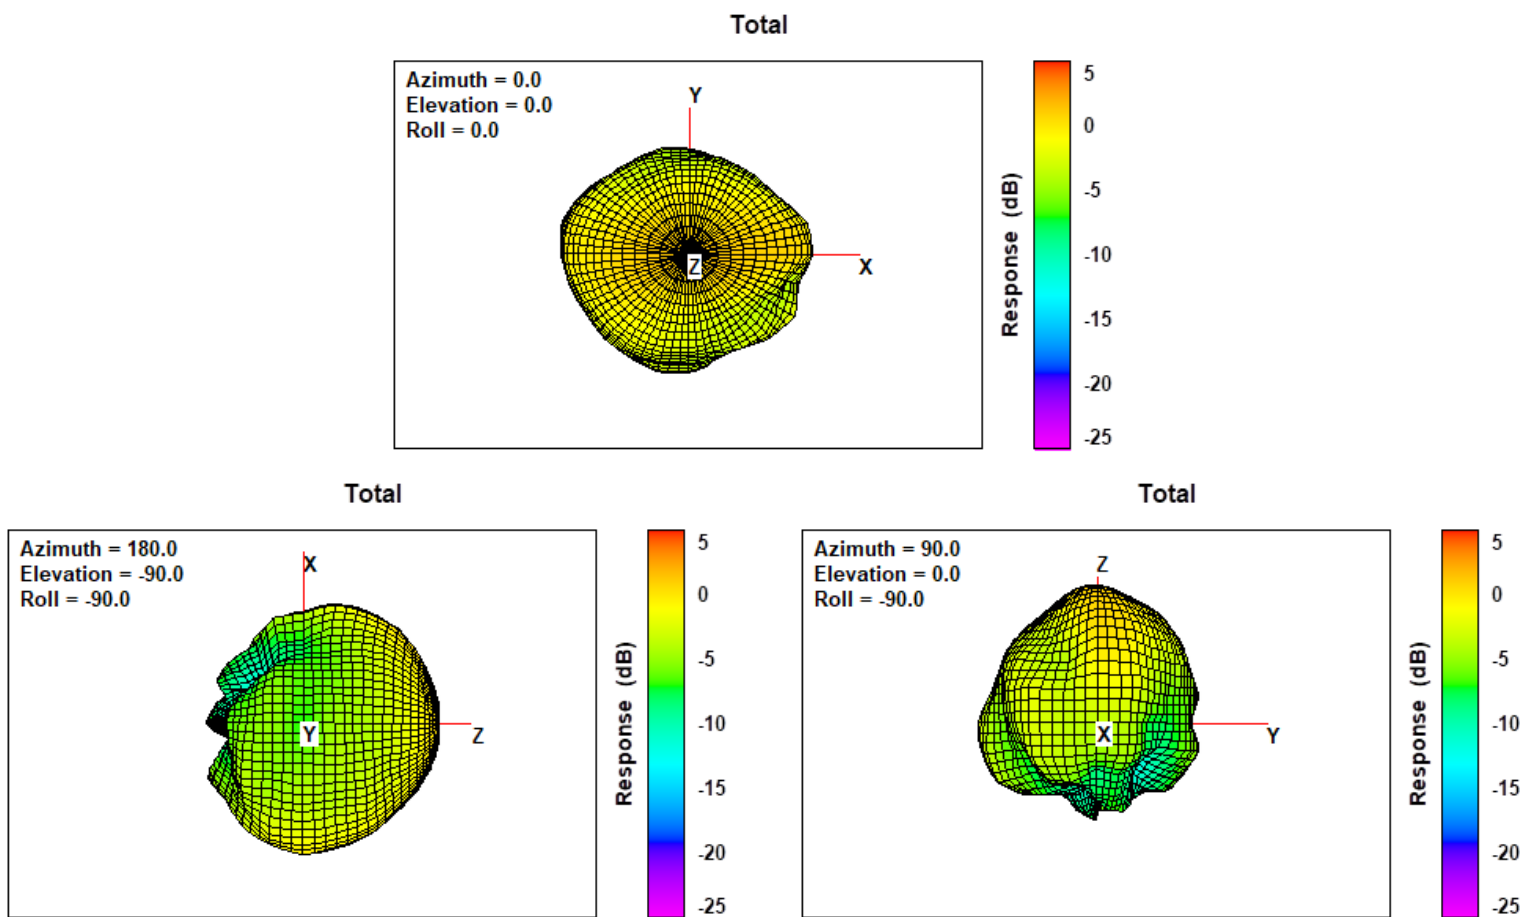 Total
Azimuth = 0.0
Elevation = 0.0
Roll = 0.0
Y
Z
X
Response (dB)
5
0
-5
-10
-15
-20
-25
Total
Azimuth = 180.0
Elevation = -90.0
Roll = -90.0
X
Y
Z
Response (dB)
5
0
-5
-10
-15
-20
-25
Total
Azimuth = 90.0
Elevation = 0.0
Roll = -90.0
Z
X
Y
Response (dB)
5
0
-5
-10
-15
-20
-25